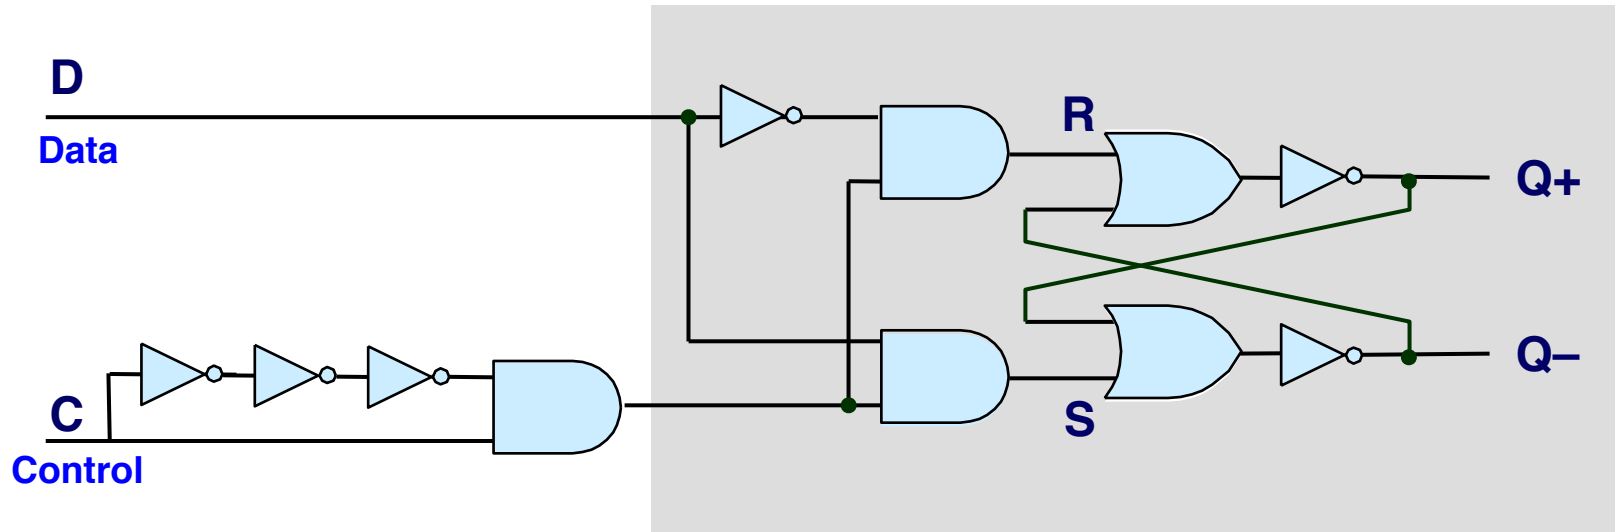 D
Data
R
Q+
C
Control
S
Q–